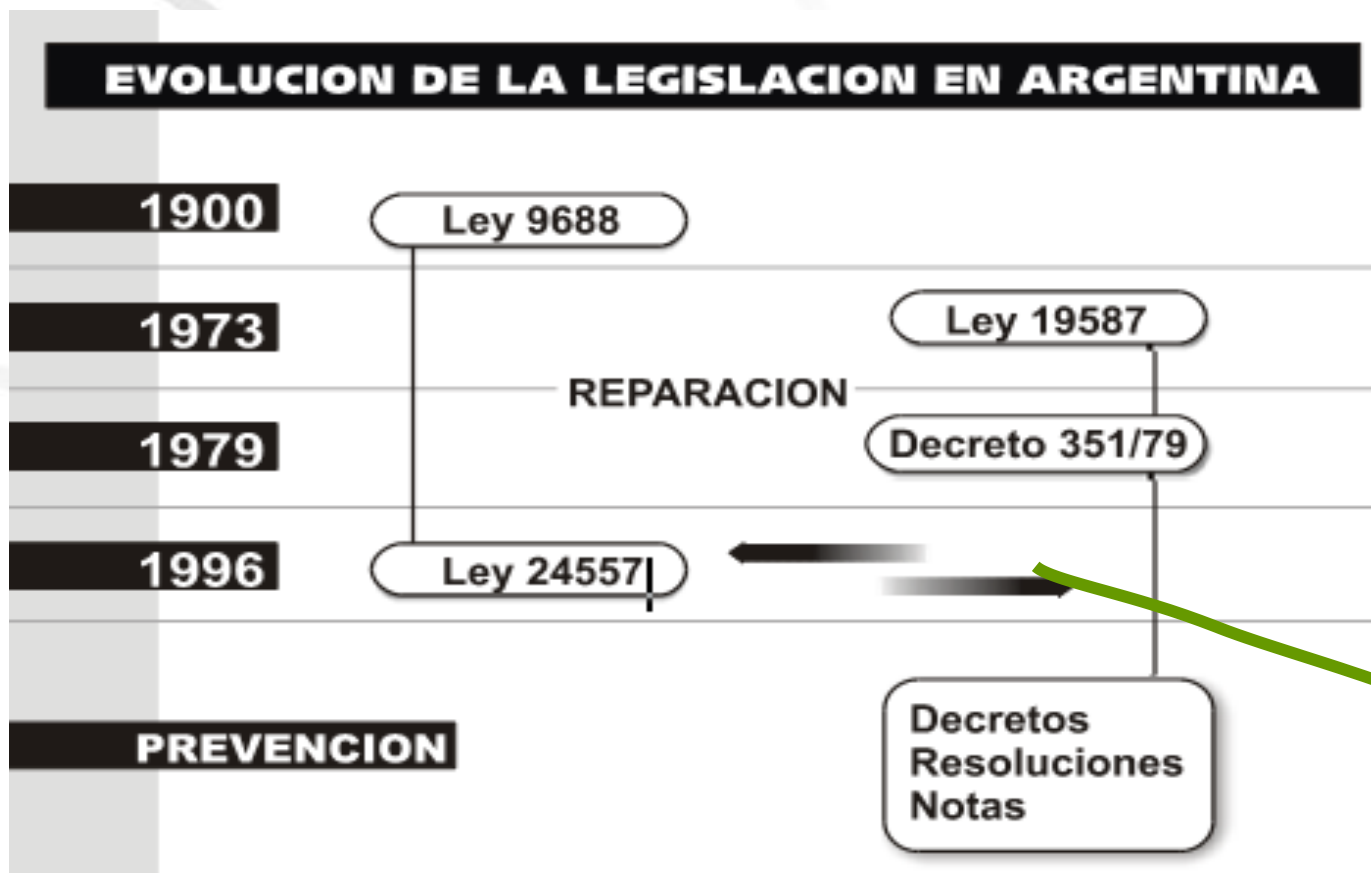 EVOLUCION DE LA LEGISLACION EN ARGENTINA
1900
Ley 9688
1973
Ley 19587
REPARACION
1979
Decreto 351/79
1996
Ley 24557
PREVENCION
Decretos
Resoluciones
Notas